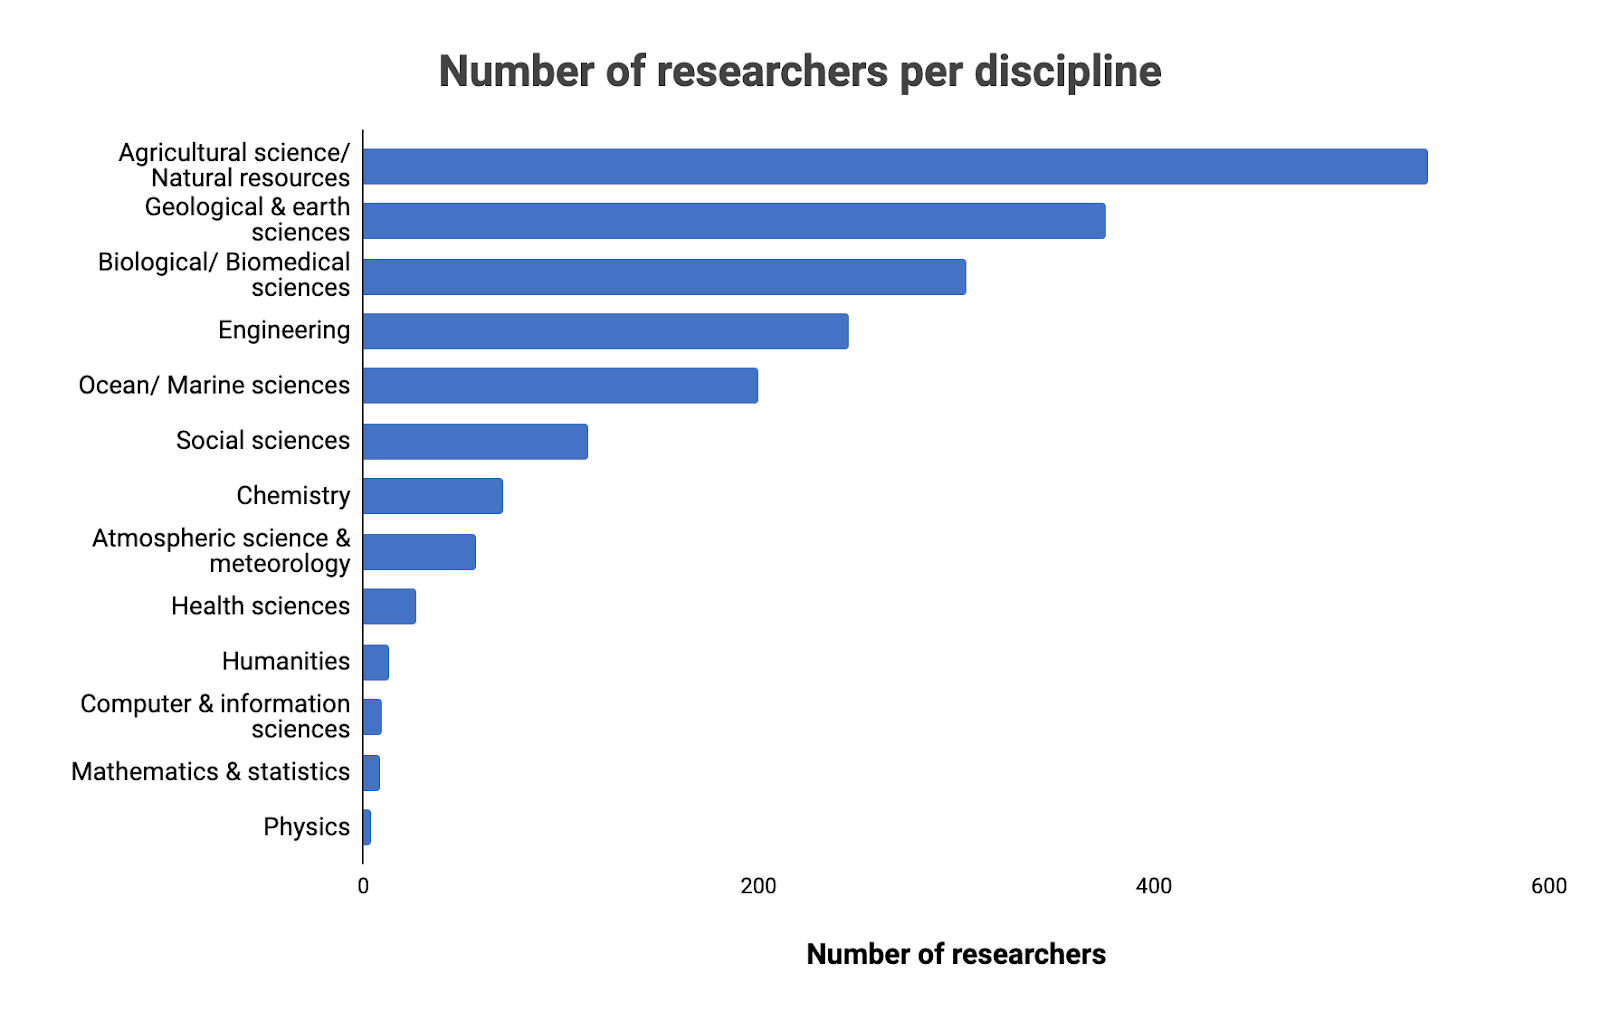 Number of researchers per discipline
Agricultural science/
Natural resources
Geological & earth
sciences
Biological/ Biomedical
sciences
Engineering
Ocean/ Marine sciences
Social sciences
Chemistry
Atmospheric science &
meteorology
Health sciences
Humanities
Computer & information
sciences
Mathematics & statistics
Physics
0 200 400 600
Number of researchers